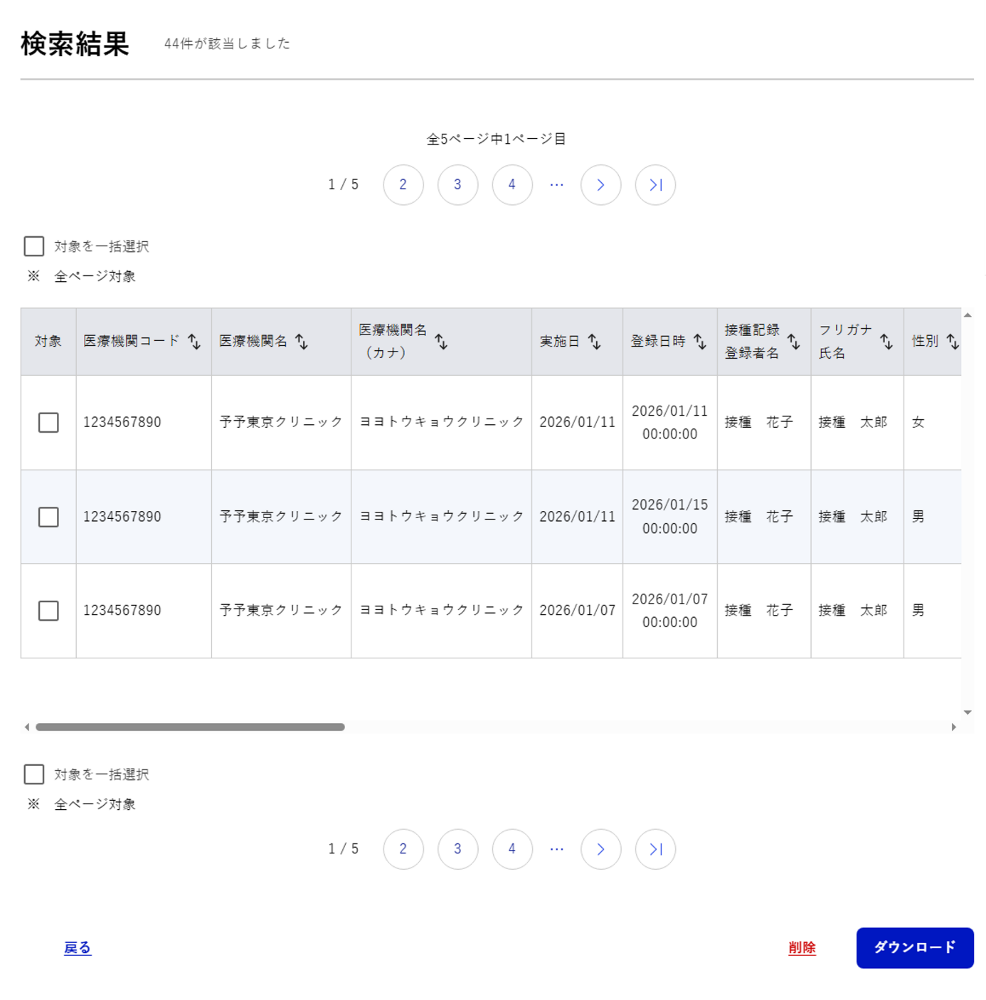 検索結果 44件が該当しました
全5ページ中1ページ目
1 / 5 2 3 4 …
対象を一括選択
※ 全ページ対象
対象 医療機関コード 医療機関名 医療機関名（カナ） 実施日 登録日時 接種記録登録者名 フリガナ氏名 性別
1234567890 予予東京クリニック ヨヨトウキョウクリニック 2026/01/11 2026/01/11 00:00:00 接種　花子 接種　太郎 女
1234567890 予予東京クリニック ヨヨトウキョウクリニック 2026/01/11 2026/01/15 00:00:00 接種　花子 接種　太郎 男
1234567890 予予東京クリニック ヨヨトウキョウクリニック 2026/01/07 2026/01/07 00:00:00 接種　花子 接種　太郎 男
対象を一括選択
※ 全ページ対象
1 / 5 2 3 4 …
戻る 削除 ダウンロード